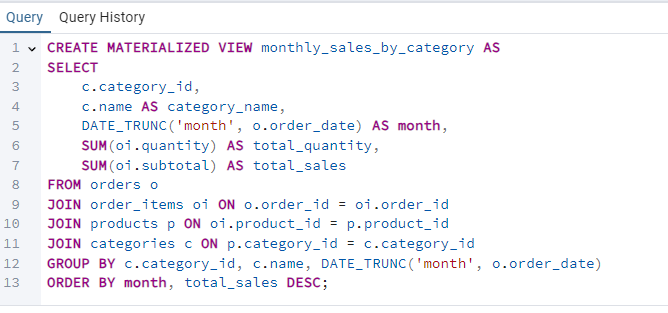 Query Query History
1 CREATE MATERIALIZED VIEW monthly_sales_by_category AS
2 SELECT
3 c.category_id,
4 c.name AS category_name,
5 DATE_TRUNC('month', o.order_date) AS month,
6 SUM(oi.quantity) AS total_quantity,
7 SUM(oi.subtotal) AS total_sales
8 FROM orders o
9 JOIN order_items oi ON o.order_id = oi.order_id
10 JOIN products p ON oi.product_id = p.product_id
11 JOIN categories c ON p.category_id = c.category_id
12 GROUP BY c.category_id, c.name, DATE_TRUNC('month', o.order_date)
13 ORDER BY month, total_sales DESC;